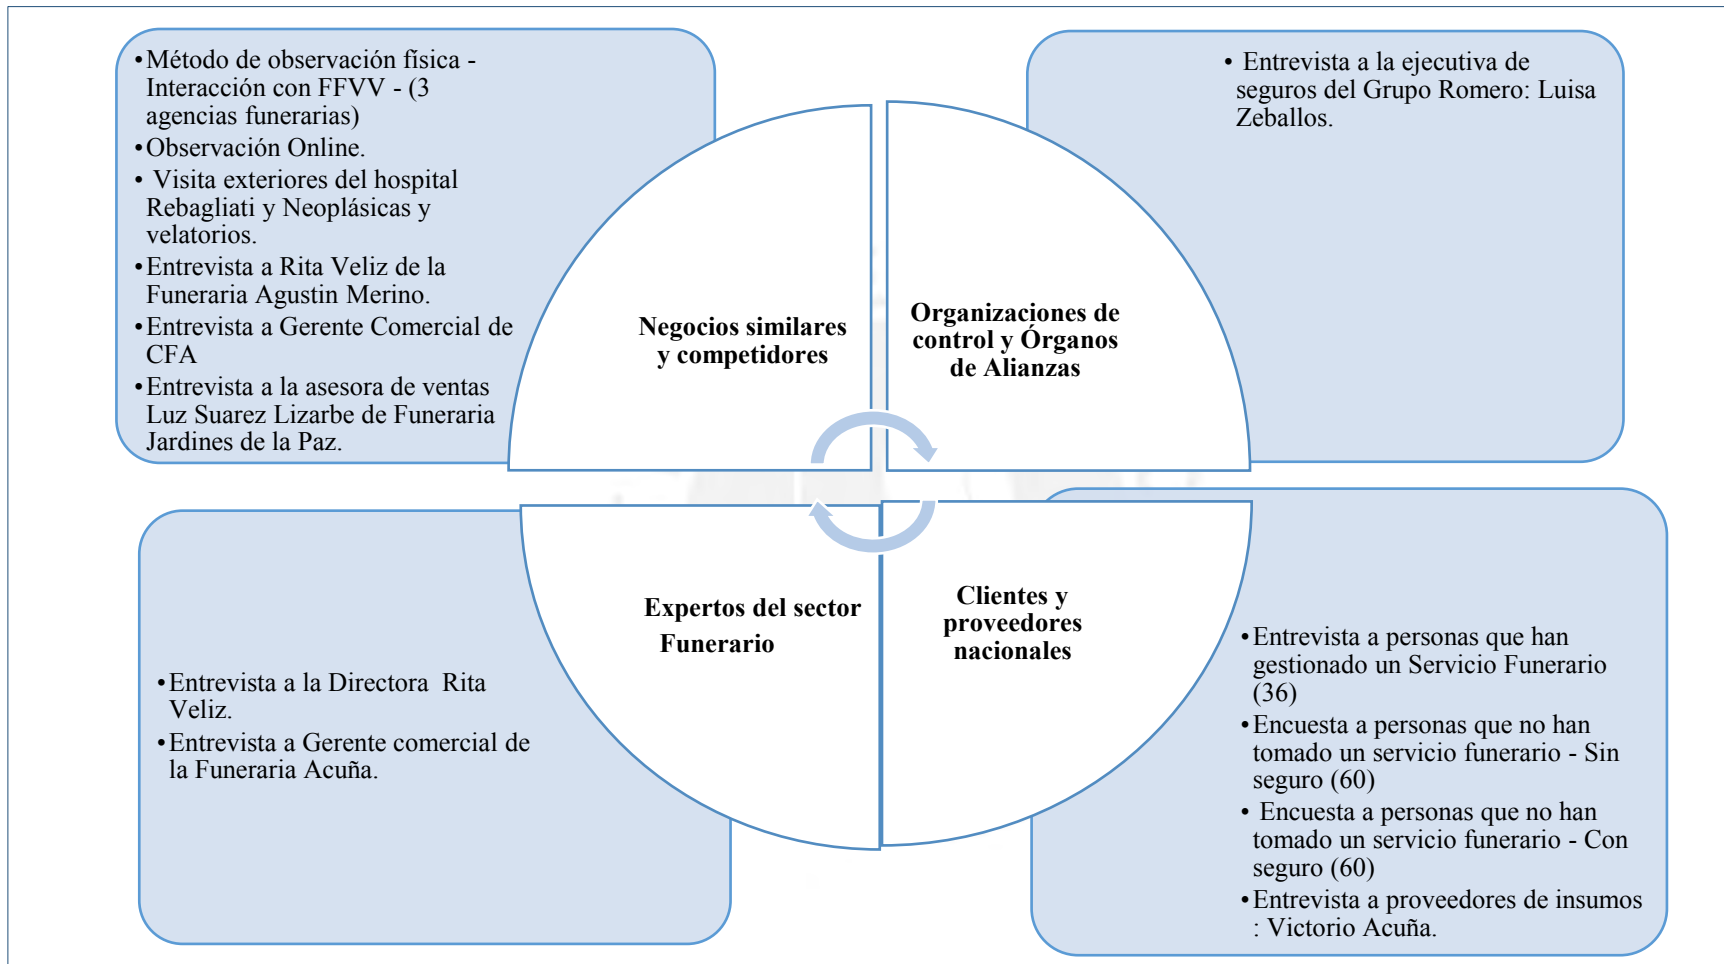 •Método de observación física -
Interacción con FFVV - (3
agencias funerarias)
•Observación Online.
• Visita exteriores del hospital
Rebagliati y Neoplásicas y
velatorios.
•Entrevista a Rita Veliz de la
Funeraria Agustin Merino.
•Entrevista a Gerente Comercial de
CFA
•Entrevista a la asesora de ventas
Luz Suarez Lizarbe de Funeraria
Jardines de la Paz.
Negocios similares
y competidores
• Entrevista a la ejecutiva de
seguros del Grupo Romero: Luisa
Zeballos.
Organizaciones de
control y Órganos
de Alianzas
•Entrevista a la Directora Rita
Veliz.
•Entrevista a Gerente comercial de
la Funeraria Acuña.
Expertos del sector
Funerario
Clientes y
proveedores
nacionales
•Entrevista a personas que han
gestionado un Servicio Funerario
(36)
•Encuesta a personas que no han
tomado un servicio funerario - Sin
seguro (60)
• Encuesta a personas que no han
tomado un servicio funerario - Con
seguro (60)
•Entrevista a proveedores de insumos
: Victorio Acuña.